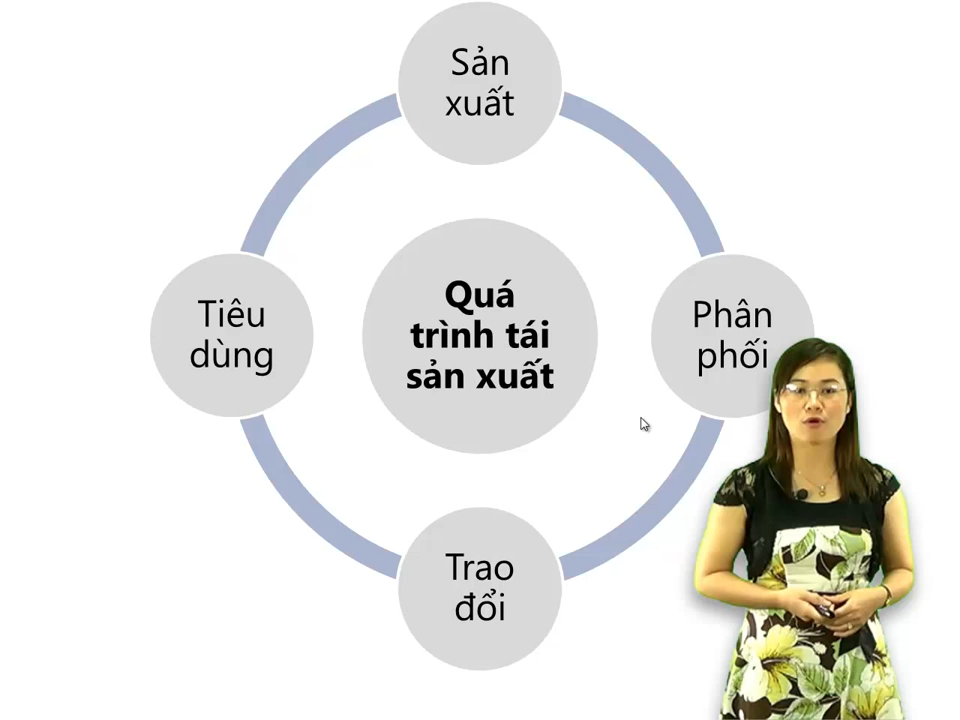 Sản
xuất
Tiêu
dùng
Quá
trình tái
sản xuất
Phân
phối
Trao
đổi